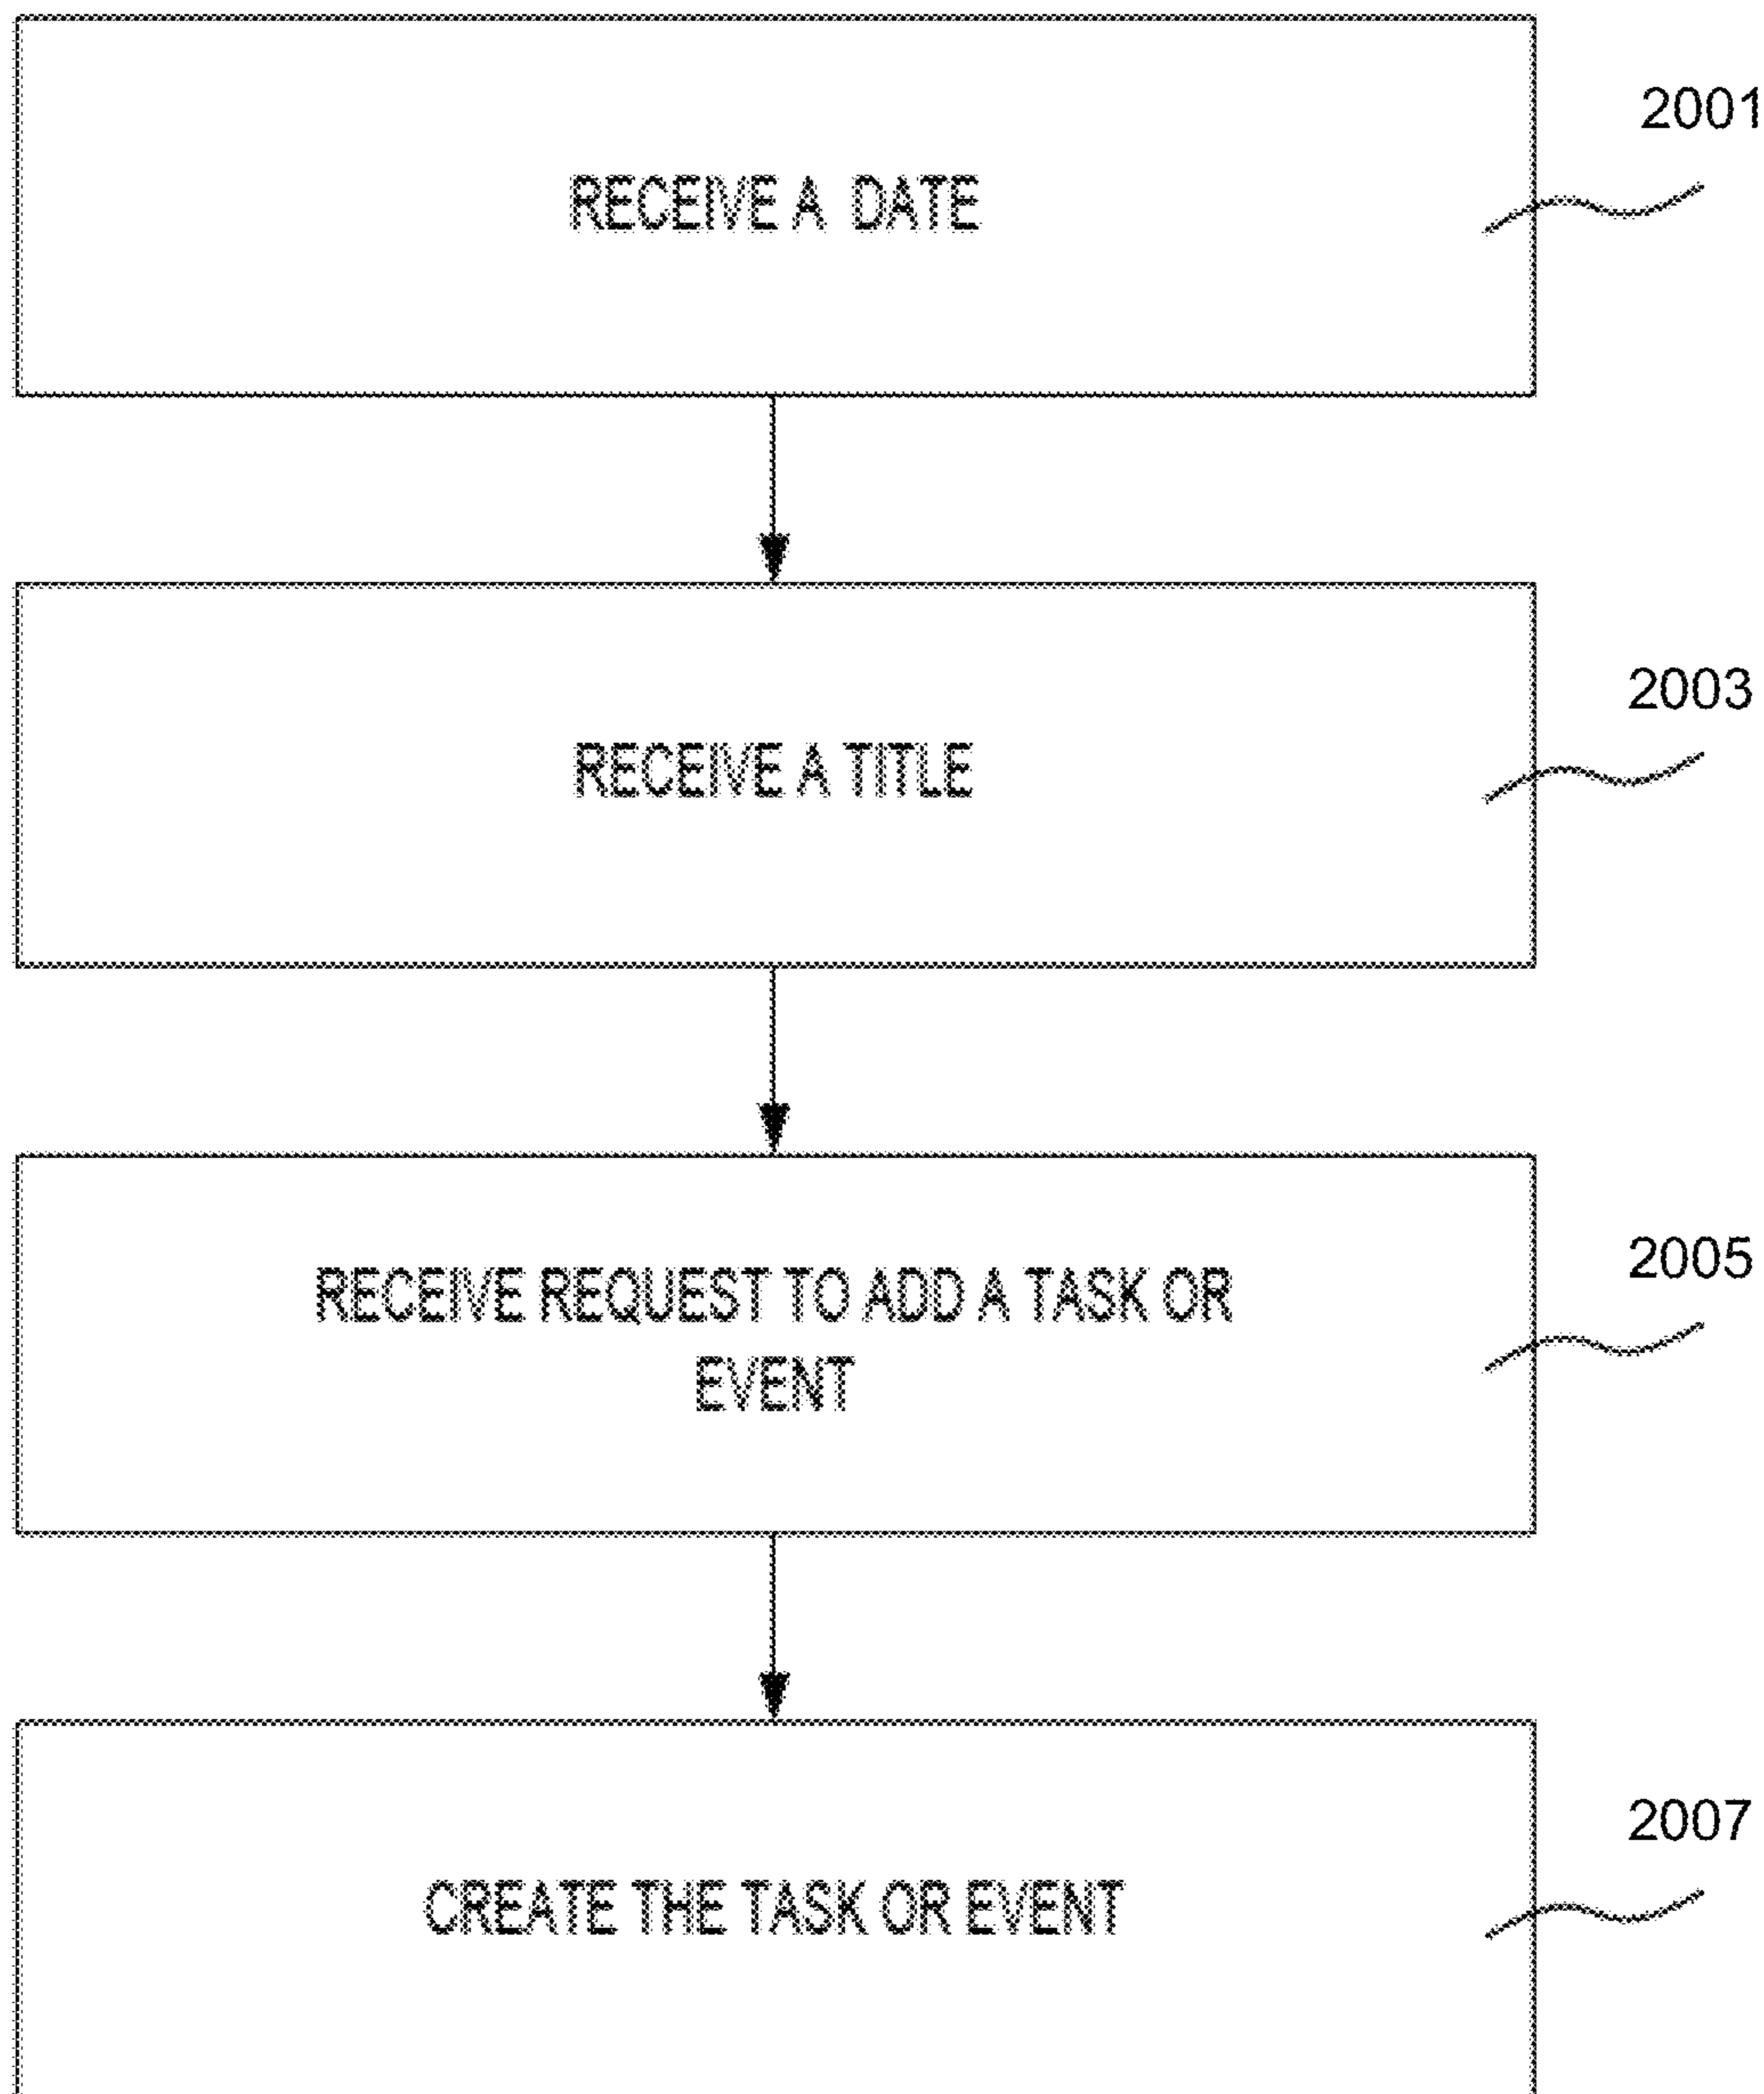 2001
RECEIVE A DATE
2003
RECEIVE A TITLE
2005
RECEIVE REQUEST TO ADD A TASK OR
EVENT
2007
CREATE THE TASK OR EVENT